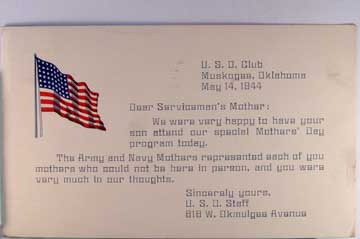 U. S. O. Club
Muskogee, Oklahoma
May 14, 1944
Dear Serviceman's Mother:
We were very happy to have your
son attend our special Mothers' Day
program today.
The Army and Navy Mothers represented each of you
mothers who could not be here in person, and you were
very much in our thoughts.
Sincerely yours,
U. S. O Staff
818 W. Okmulgee Avenue